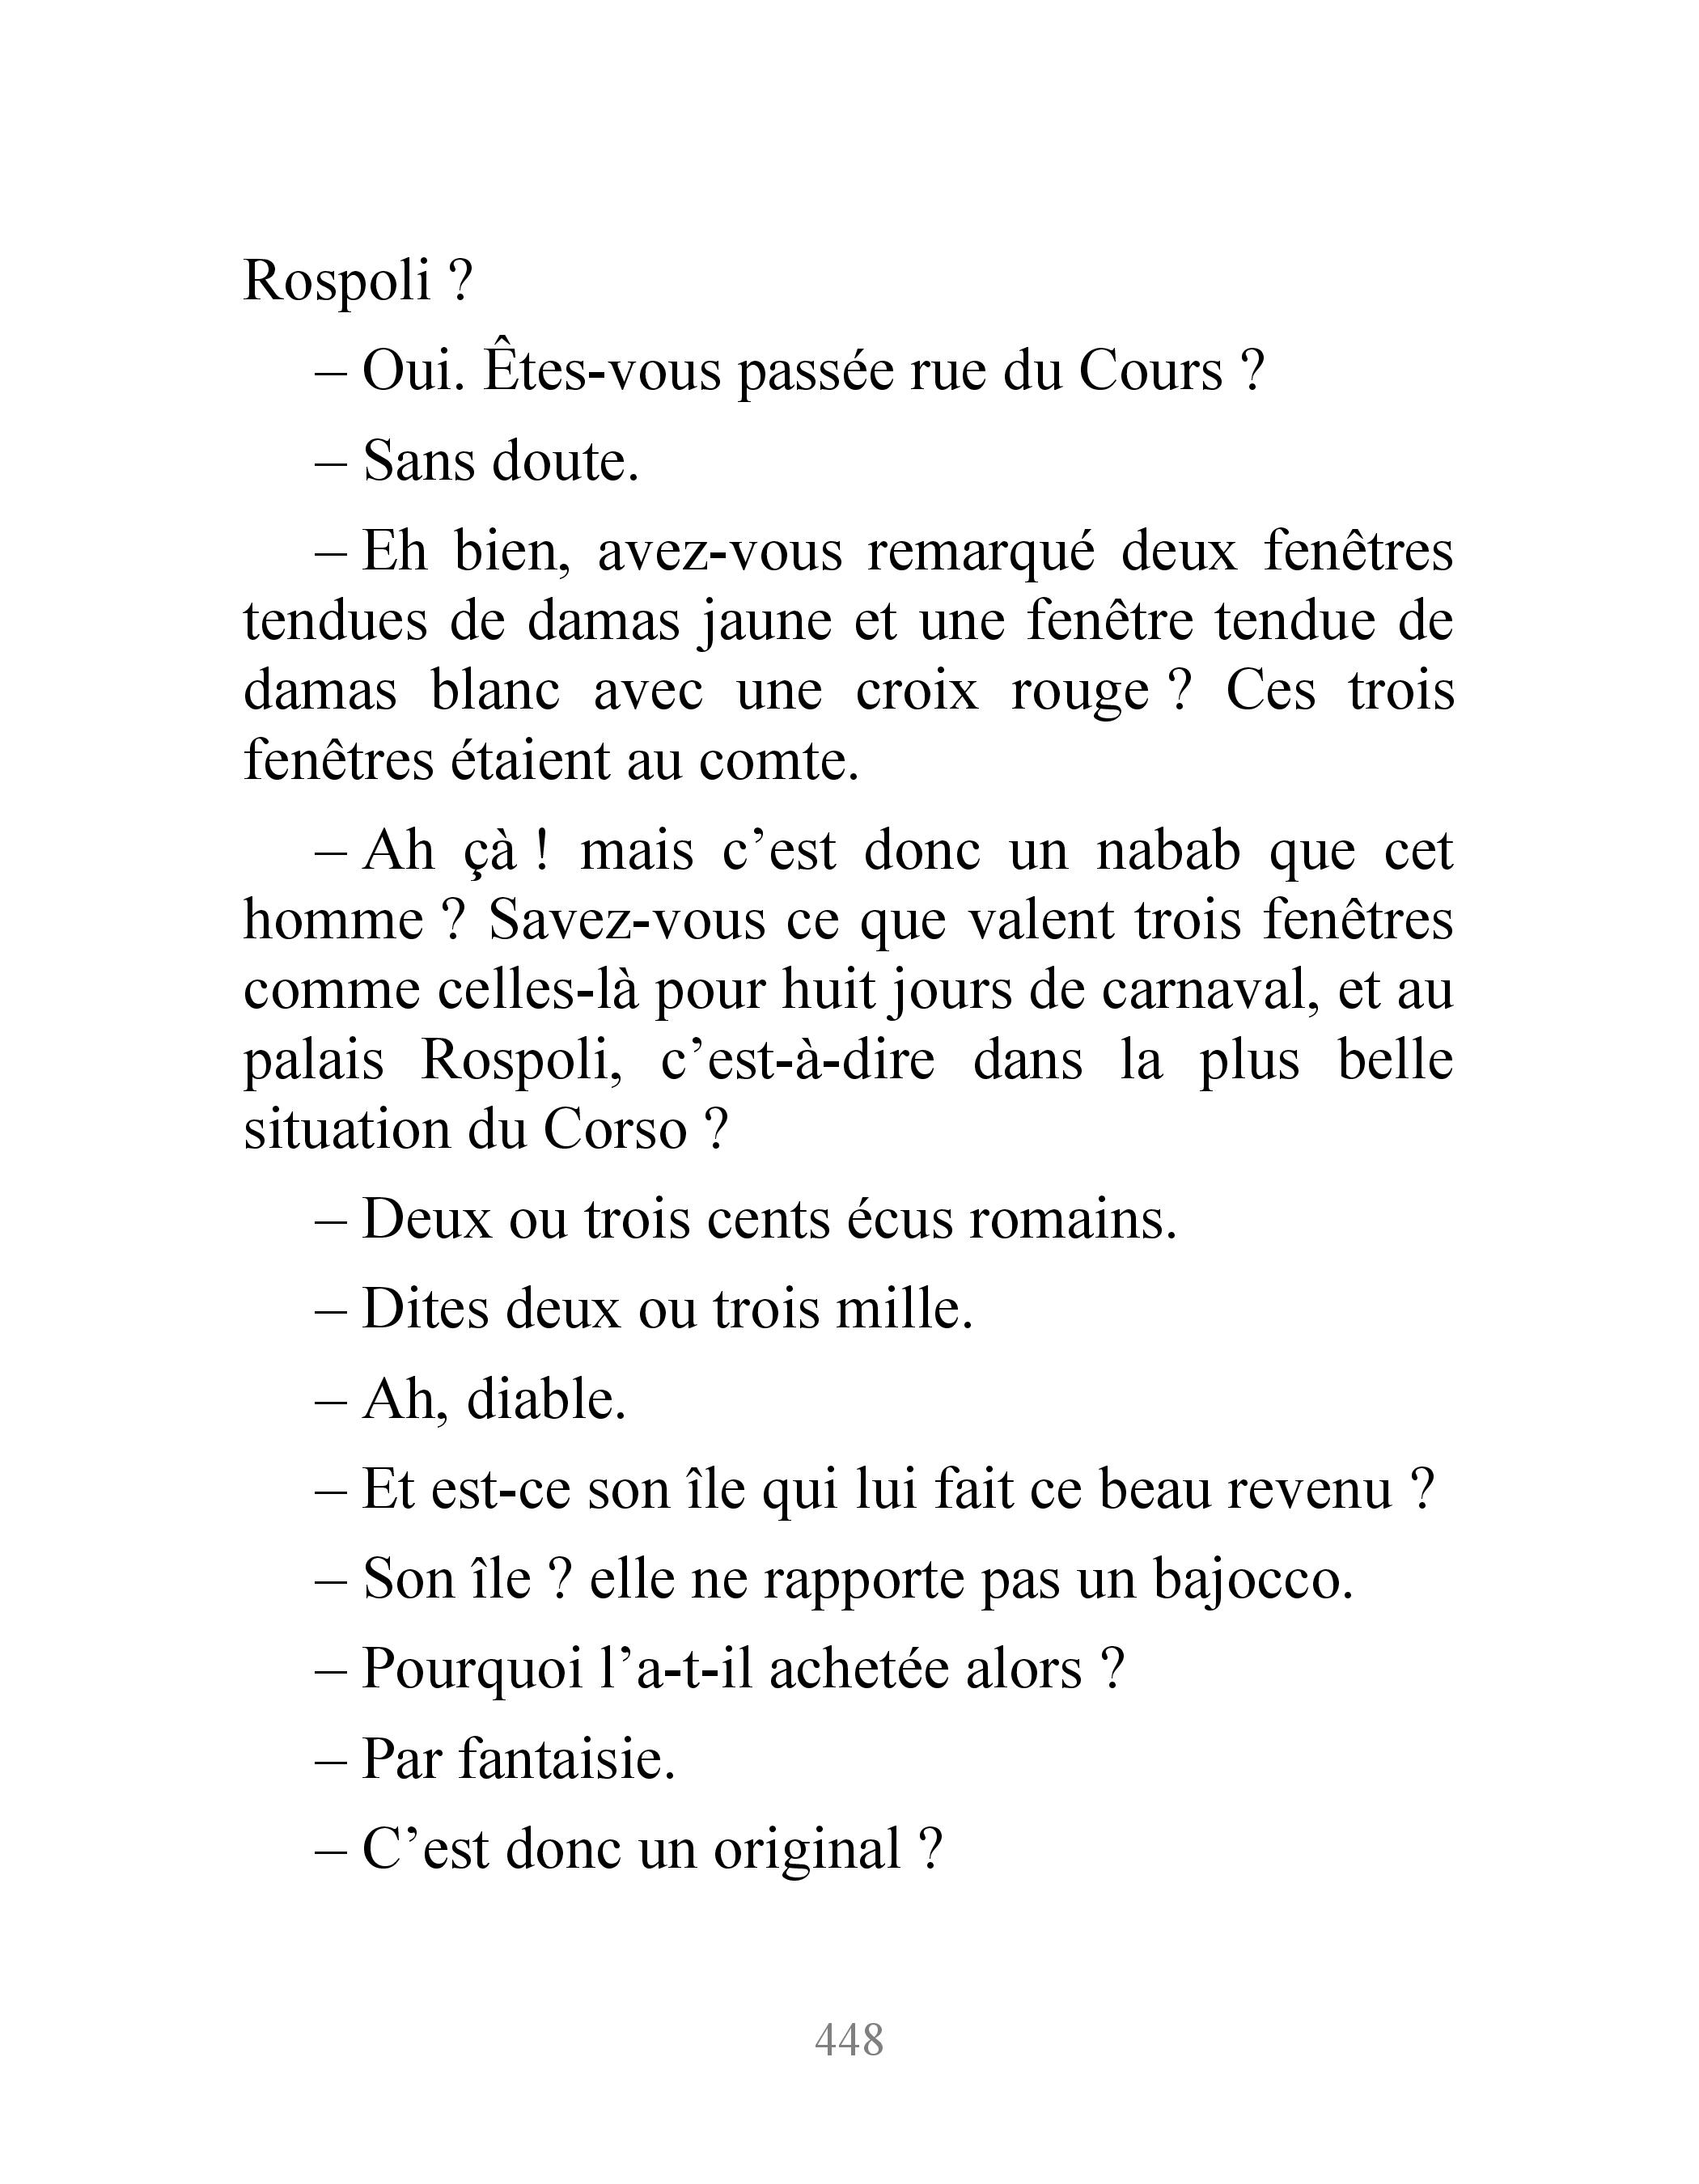 Rospoli ?
– Oui. Êtes-vous passée rue du Cours ?
– Sans doute.
– Eh bien, avez-vous remarqué deux fenêtres
tendues de damas jaune et une fenêtre tendue de
damas blanc avec une croix rouge ? Ces trois
fenêtres étaient au comte.
– Ah çà ! mais c’est donc un nabab que cet
homme ? Savez-vous ce que valent trois fenêtres
comme celles-là pour huit jours de carnaval, et au
palais Rospoli, c’est-à-dire dans la plus belle
situation du Corso ?
– Deux ou trois cents écus romains.
– Dites deux ou trois mille.
– Ah, diable.
– Et est-ce son île qui lui fait ce beau revenu ?
– Son île ? elle ne rapporte pas un bajocco.
– Pourquoi l’a-t-il achetée alors ?
– Par fantaisie.
– C’est donc un original ?
448